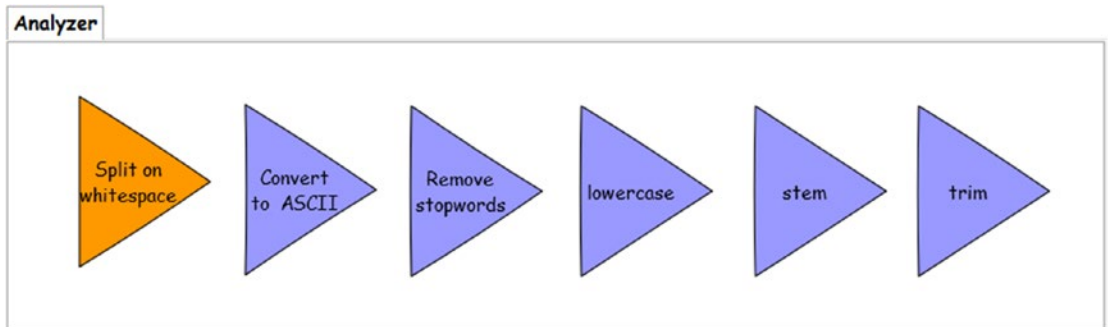 Analyzer
Split on
whitespace
Convert
to ASCII
Remove
stopwords
lowercase
stem
trim